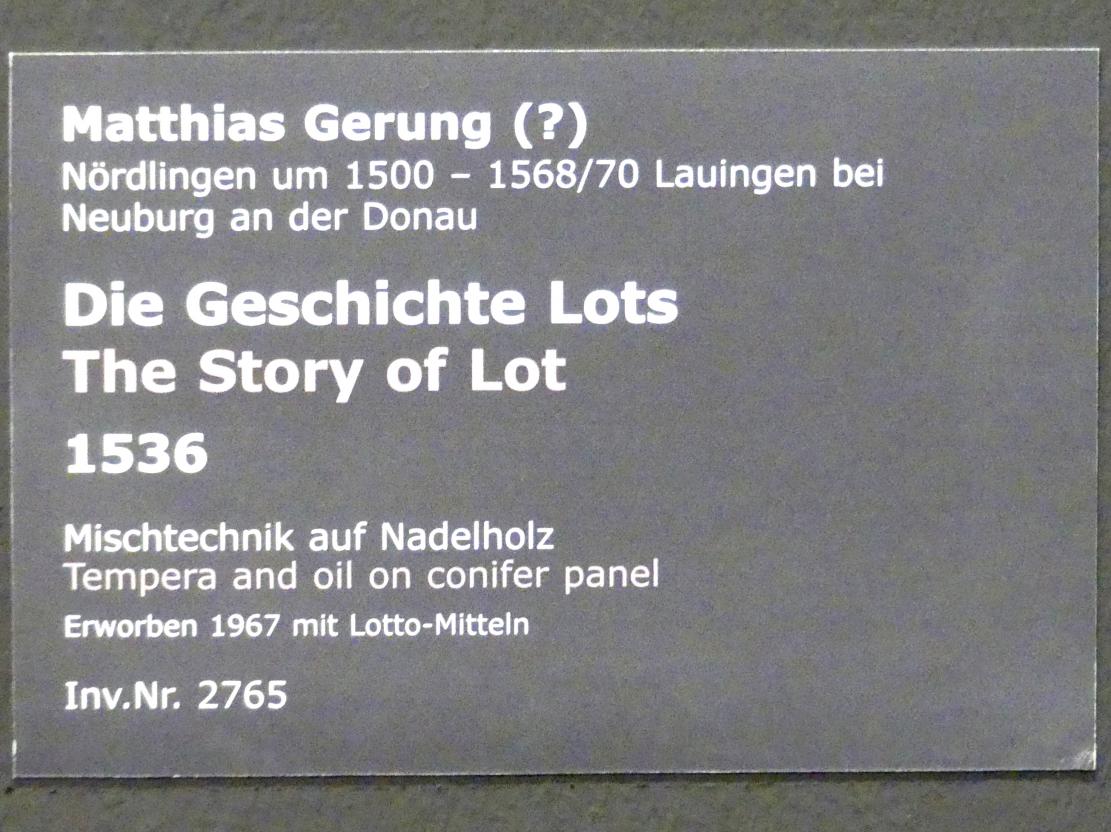 Matthias Gerung (?)
Nördlingen um 1500 – 1568/70 Lauingen bei
Neuburg an der Donau
Die Geschichte Lots
The Story of Lot
1536
Mischtechnik auf Nadelholz
Tempera and oil on conifer panel
Erworben 1967 mit Lotto-Mitteln
Inv.Nr. 2765